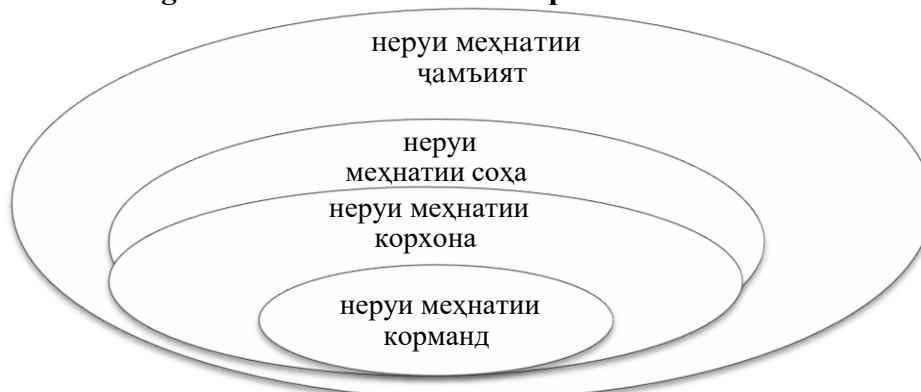 неруи меҳнатии
ҷамъият
неруи
меҳнатии соҳа
неруи меҳнатии
корхона
неруи меҳнатии
корманд